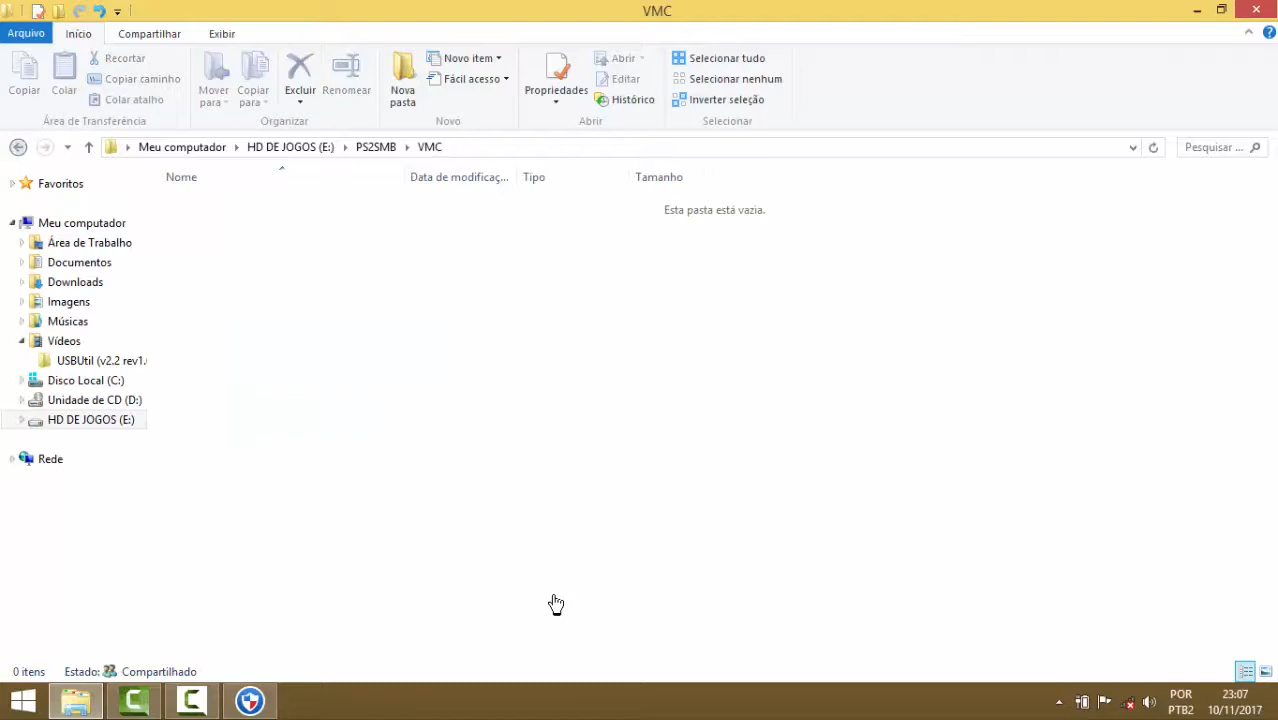 VMC
Arquivo Início Compartilhar Exibir
Copiar
Colar
Recortar
Copiar caminho
Colar atalho
Área de Transferência
Mover para
Copiar para
Excluir
Renomear
Organizar
Nova pasta
Novo item
Fácil acesso
Novo
Propriedades
Abrir
Editar
Histórico
Abrir
Selecionar tudo
Selecionar nenhum
Inverter seleção
Selecionar
Meu computador HD DE JOGOS (E:) PS2SMB VMC
Pesquisar ...
Nome Data de modificaç... Tipo Tamanho
Esta pasta está vazia.
Favoritos
Meu computador
Área de Trabalho
Documentos
Downloads
Imagens
Músicas
Vídeos
USBUtil (v2.2 rev1.
Disco Local (C:)
Unidade de CD (D:)
HD DE JOGOS (E:)
Rede
0 itens Estado: Compartilhado
POR
PTB2
23:07
10/11/2017